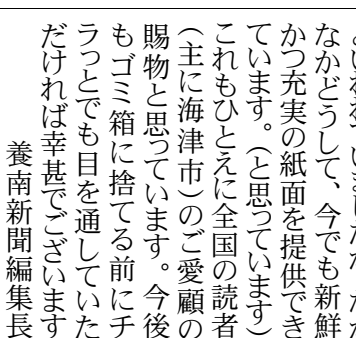 なかどうして、今でも新鮮
かつ充実の紙面を提供でき
ています。(と思っています)
これもひとえに全国の読者
(主に海津市)のご愛顧の
賜物と思っています。今後
もゴミ箱に捨てる前にチ
ラっとでも目を通していた
だければ幸甚でございます
養南新聞編集長